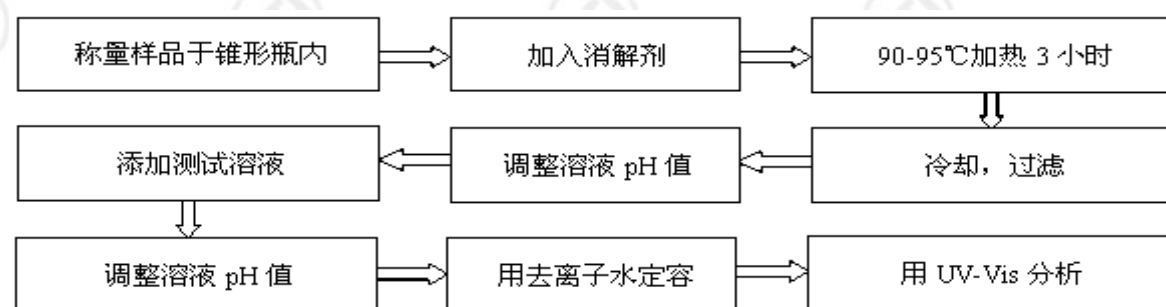 称量样品于锥形瓶内
加入消解剂
90-95℃加热 3 小时
冷却，过滤
调整溶液 pH 值
添加测试溶液
调整溶液 pH 值
用去离子水定容
用 UV-Vis 分析